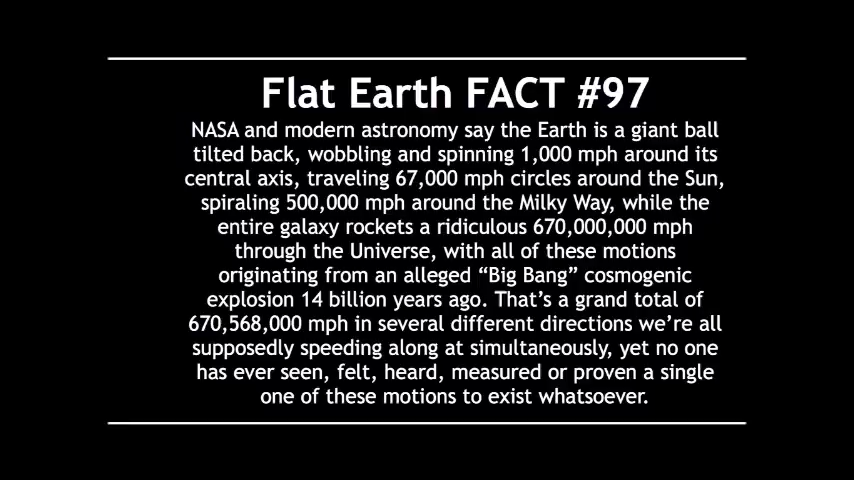 Flat Earth FACT #97
NASA and modern astronomy say the Earth is a giant ball
tilted back, wobbling and spinning 1,000 mph around its
central axis, traveling 67,000 mph circles around the Sun,
spiraling 500,000 mph around the Milky Way, while the
entire galaxy rockets a ridiculous 670,000,000 mph
through the Universe, with all of these motions
originating from an alleged “Big Bang” cosmogenic
explosion 14 billion years ago. That’s a grand total of
670,568,000 mph in several different directions we’re all
supposedly speeding along at simultaneously, yet no one
has ever seen, felt, heard, measured or proven a single
one of these motions to exist whatsoever.